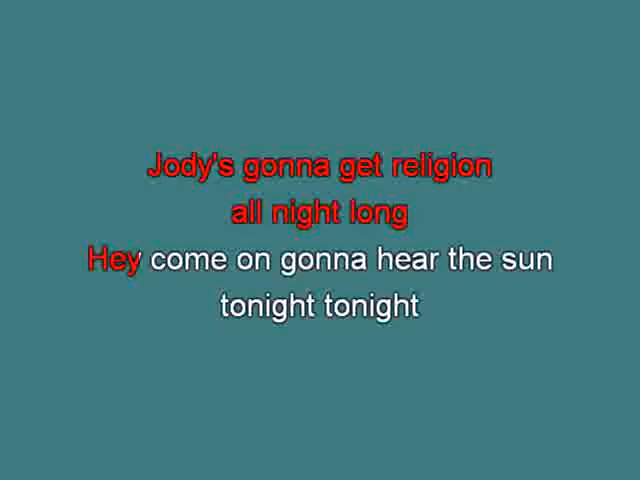 Jody's gonna get religion
all night long
Hey come on gonna hear the sun
tonight tonight